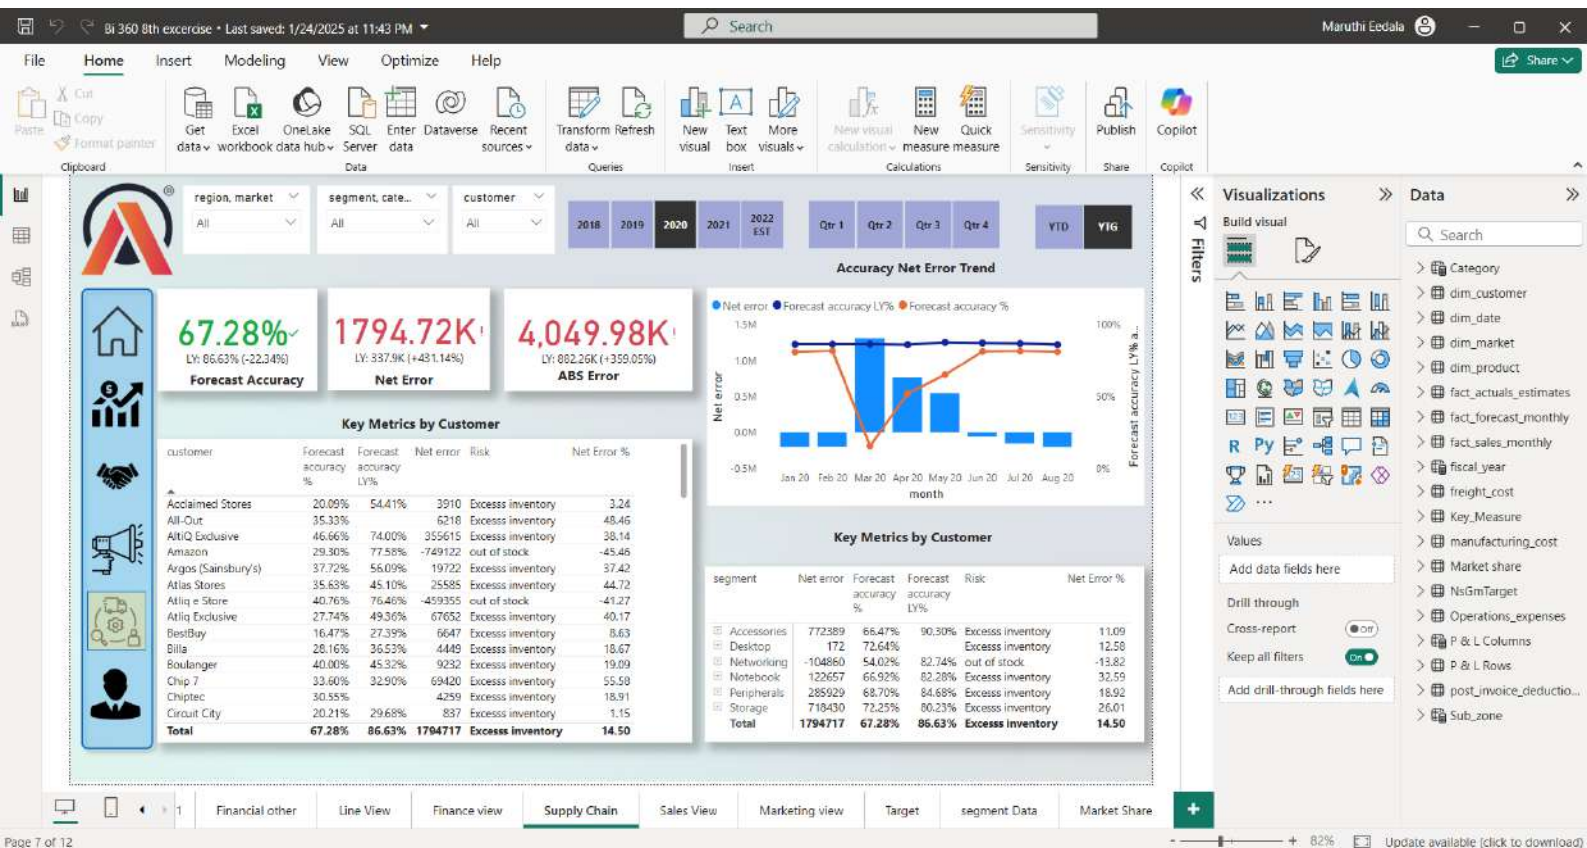 Bi 360 8th excercise • Last saved: 1/24/2025 at 11:43 PM
Search
Maruthi Eedala
File Home Insert Modeling View Optimize Help
Share
Paste
Cut
Copy
Format painter
Clipboard
Get data
Excel workbook
OneLake data hub
SQL Server
Enter data
Dataverse
Recent sources
Data
Transform data
Refresh
Queries
New visual
Text box
More visuals
Insert
New visual calculation
New measure
Quick measure
Calculations
Sensitivity
Sensitivity
Publish
Share
Copilot
Copilot
®
region, market
All
segment, cate...
All
customer
All
2018 2019 2020 2021 2022 EST
Qtr 1 Qtr 2 Qtr 3 Qtr 4
YTD YTG
67.28%
LY: 86.63% (-22.34%)
Forecast Accuracy
1794.72K!
LY: 337.9K (+431.14%)
Net Error
4,049.98K!
LY: 882.26K (+359.05%)
ABS Error
Accuracy Net Error Trend
Net error Forecast accuracy LY% Forecast accuracy %
1.5M
1.0M
0.5M
0.0M
-0.5M
Net error
100%
50%
0%
Forecast accuracy LY% a...
Jan 20 Feb 20 Mar 20 Apr 20 May 20 Jun 20 Jul 20 Aug 20
month
Key Metrics by Customer
customer Forecast accuracy % Forecast accuracy LY% Net error Risk Net Error %
Acclaimed Stores 20.09% 54.41% 3910 Excesss inventory 3.24
All-Out 35.33% 6218 Excesss inventory 48.46
AltiQ Exclusive 46.66% 74.00% 355615 Excesss inventory 38.14
Amazon 29.30% 77.58% -749122 out of stock -45.46
Argos (Sainsbury's) 37.72% 56.09% 19722 Excesss inventory 37.42
Atlas Stores 35.63% 45.10% 25585 Excesss inventory 44.72
Atliq e Store 40.76% 76.46% -459355 out of stock -41.27
Atliq Exclusive 27.74% 49.36% 67652 Excesss inventory 40.17
BestBuy 16.47% 27.39% 6647 Excesss inventory 8.63
Billa 28.16% 36.53% 4449 Excesss inventory 18.67
Boulanger 40.00% 45.32% 9232 Excesss inventory 19.09
Chip 7 33.60% 32.90% 69420 Excesss inventory 55.58
Chiptec 30.55% 4259 Excesss inventory 18.91
Circuit City 20.21% 29.68% 837 Excesss inventory 1.15
Total 67.28% 86.63% 1794717 Excesss inventory 14.50
Key Metrics by Customer
segment Net error Forecast accuracy % Forecast accuracy LY% Risk Net Error %
Accessories 772389 66.47% 90.30% Excesss inventory 11.09
Desktop 172 72.64% Excesss inventory 12.58
Networking -104860 54.02% 82.74% out of stock -13.82
Notebook 122657 66.92% 82.28% Excesss inventory 32.59
Peripherals 285929 68.70% 84.68% Excesss inventory 18.92
Storage 718430 72.25% 80.23% Excesss inventory 26.01
Total 1794717 67.28% 86.63% Excesss inventory 14.50
Filters
Visualizations
Build visual
R Py
Values
Add data fields here
Drill through
Cross-report Off
Keep all filters On
Add drill-through fields here
Data
Search
Category
dim_customer
dim_date
dim_market
dim_product
fact_actuals_estimates
fact_forecast_monthly
fact_sales_monthly
fiscal_year
freight_cost
Key_Measure
manufacturing_cost
Market share
NsGmTarget
Operations_expenses
P & L Columns
P & L Rows
post_invoice_deductio...
Sub_zone
1 Financial other Line View Finance view Supply Chain Sales View Marketing view Target segment Data Market Share +
Page 7 of 12
- + 82%
Update available (click to download)